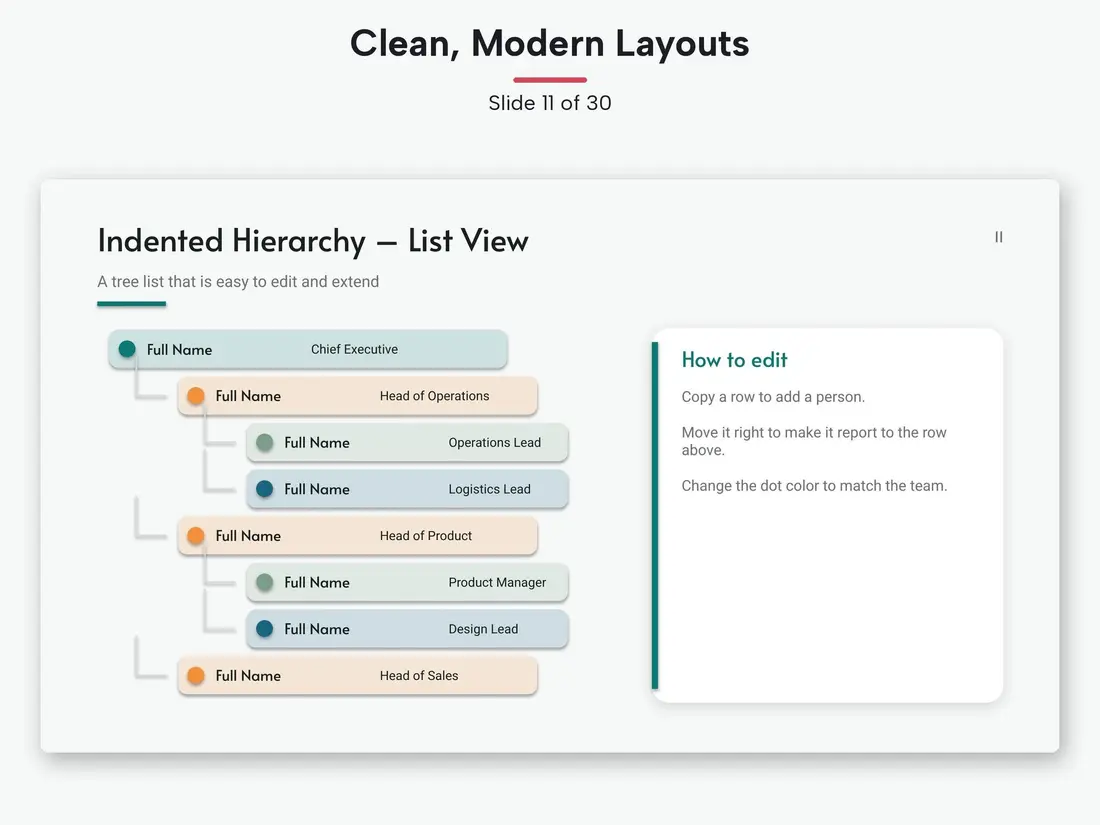 Clean, Modern Layouts
Slide 11 of 30
Indented Hierarchy – List View
11
A tree list that is easy to edit and extend
Full Name Chief Executive
Full Name Head of Operations
Full Name Operations Lead
Full Name Logistics Lead
Full Name Head of Product
Full Name Product Manager
Full Name Design Lead
Full Name Head of Sales
How to edit
Copy a row to add a person.
Move it right to make it report to the row
above.
Change the dot color to match the team.